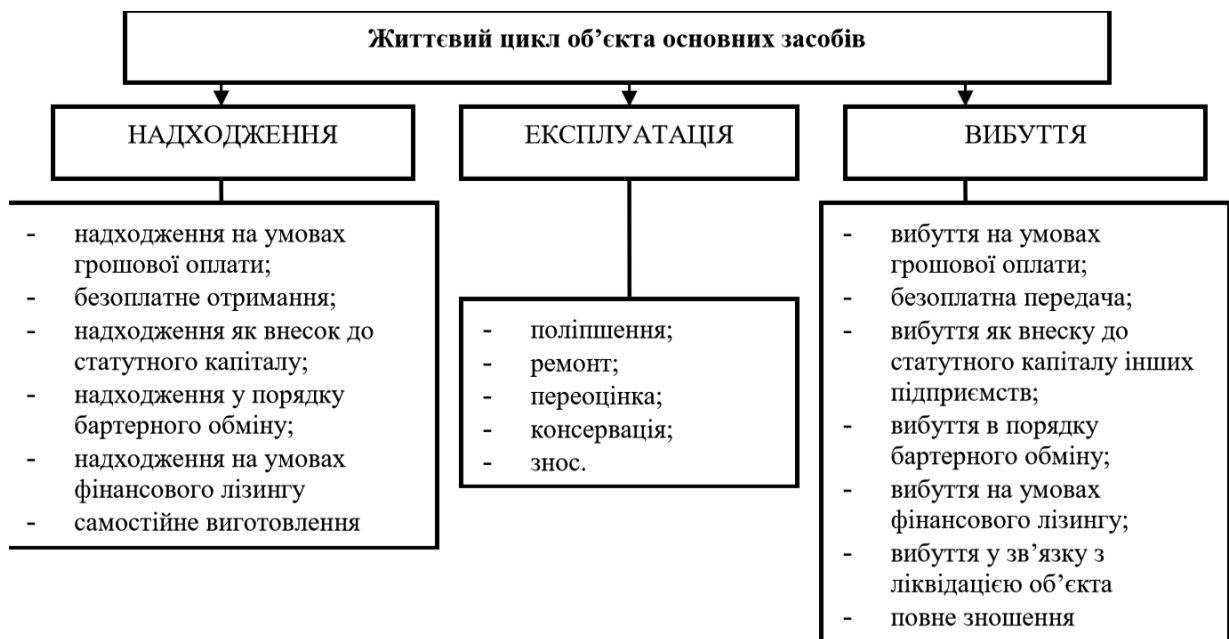 Життєвий цикл об’єкта основних засобів
НАДХОДЖЕННЯ
ЕКСПЛУАТАЦІЯ
ВИБУТТЯ
- надходження на умовах
грошової оплати;
- безоплатне отримання;
- надходження як внесок до
статутного капіталу;
- надходження у порядку
бартерного обміну;
- надходження на умовах
фінансового лізингу
- самостійне виготовлення
- поліпшення;
- ремонт;
- переоцінка;
- консервація;
- знос.
- вибуття на умовах
грошової оплати;
- безоплатна передача;
- вибуття як внеску до
статутного капіталу інших
підприємств;
- вибуття в порядку
бартерного обміну;
- вибуття на умовах
фінансового лізингу;
- вибуття у зв’язку з
ліквідацією об’єкта
- повне зношення